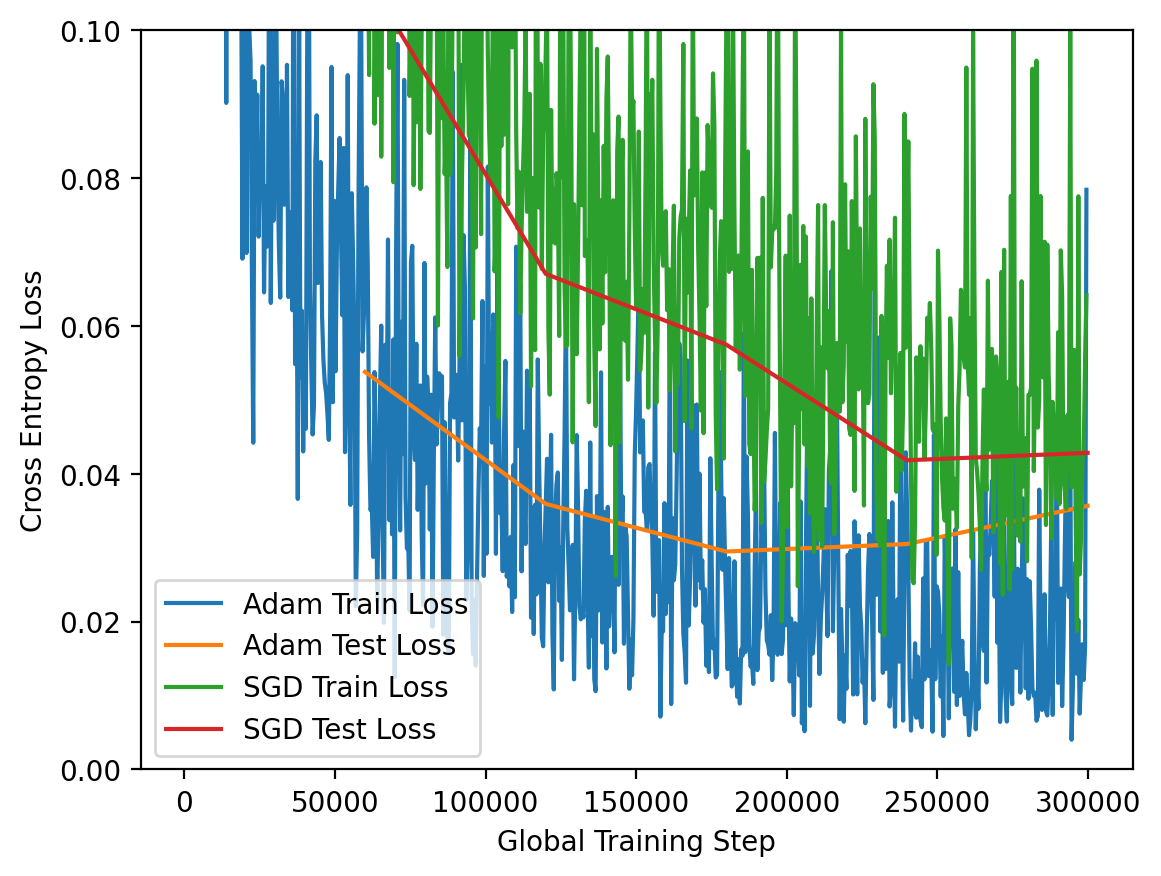 0.10
0.08
0.06
0.04
0.02
0.00
Cross Entropy Loss
Adam Train Loss
Adam Test Loss
SGD Train Loss
SGD Test Loss
0 50000 100000 150000 200000 250000 300000
Global Training Step